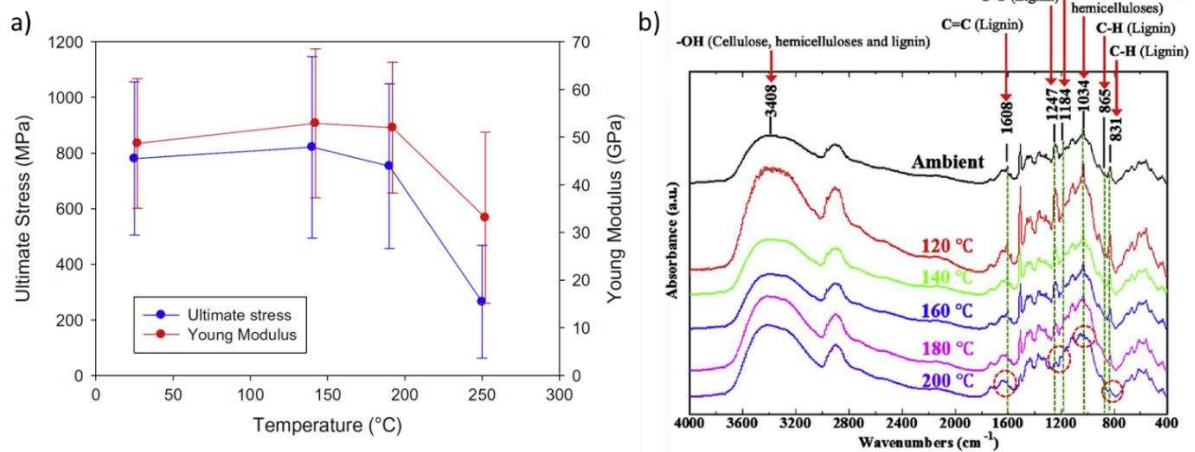 a)
1200
1000
800
600
400
200
0
Ultimate Stress (MPa)
70
60
50
40
30
20
10
0
Young Modulus (GPa)
Ultimate stress
Young Modulus
0 50 100 150 200 250 300
Temperature (°C)
b)
(Lignin)
hemicelluloses)
C=C (Lignin)
C-H (Lignin)
-OH (Cellulose, hemicelluloses and lignin)
C-H (Lignin)
3408
1608
1247
1184
1034
865
831
Ambient
120 °C
140 °C
160 °C
180 °C
200 °C
Absorbance (a.u.)
4000 3600 3200 2800 2400 2000 1600 1200 800 400
Wavenumbers (cm⁻¹)